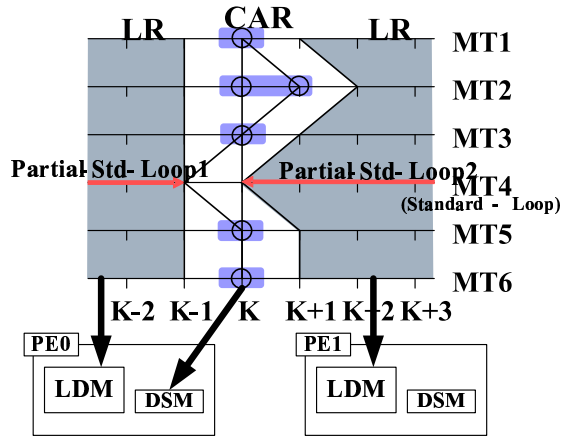 CAR
LR LR
MT1
MT2
MT3
Partial-Std-Loop1 Partial-Std-Loop2
MT4
(Standard - Loop)
MT5
MT6
K-2 K-1 K K+1 K+2 K+3
PE0 PE1
LDM DSM LDM DSM